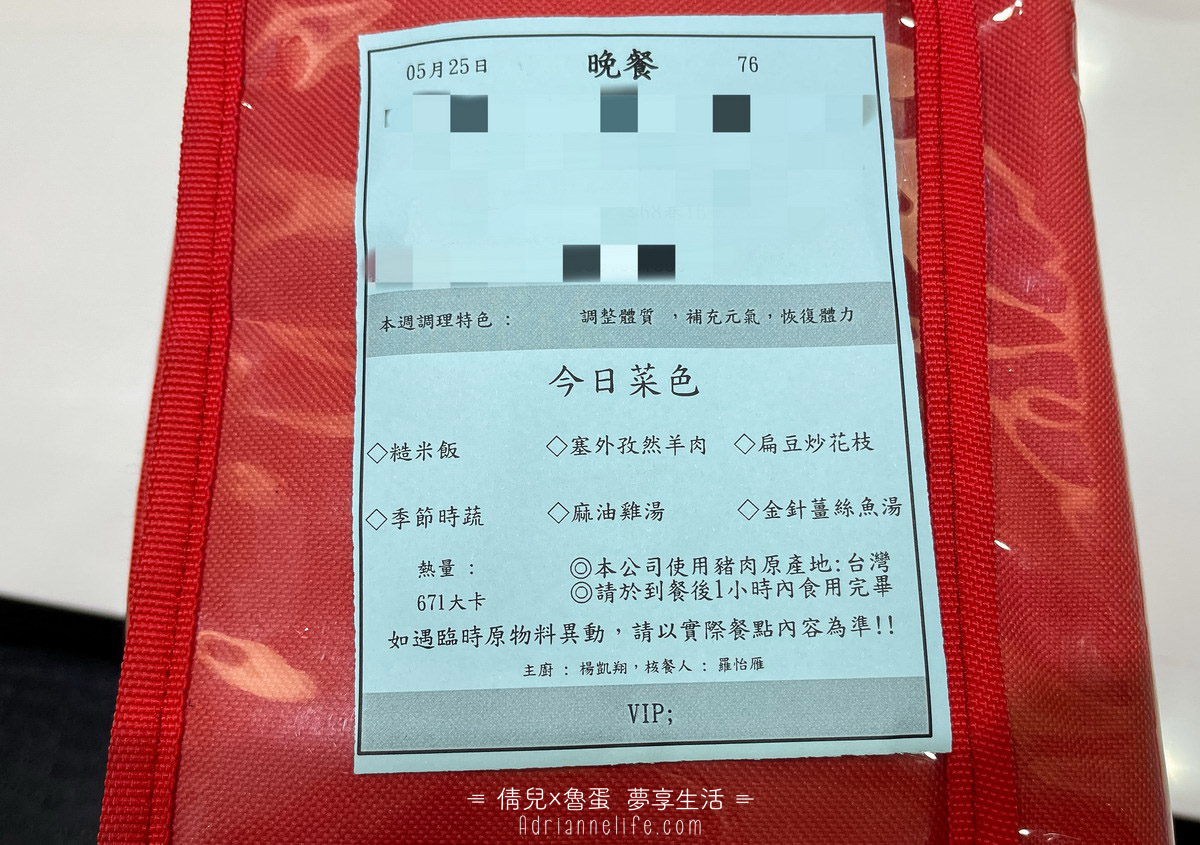 05月25日 晚餐 76
本週調理特色： 調整體質 ，補充元氣，恢復體力
今日菜色
◇糙米飯 ◇塞外孜然羊肉 ◇扁豆炒花枝
◇季節時蔬 ◇麻油雞湯 ◇金針薑絲魚湯
熱量： ◎本公司使用豬肉原產地:台灣
671大卡 ◎請於到餐後1小時內食用完畢
如遇臨時原物料異動，請以實際餐點內容為準!!
主廚：楊凱翔，核餐人：羅怡雁
VIP;
倩兒×魯蛋 夢享生活
Adriannelife.com